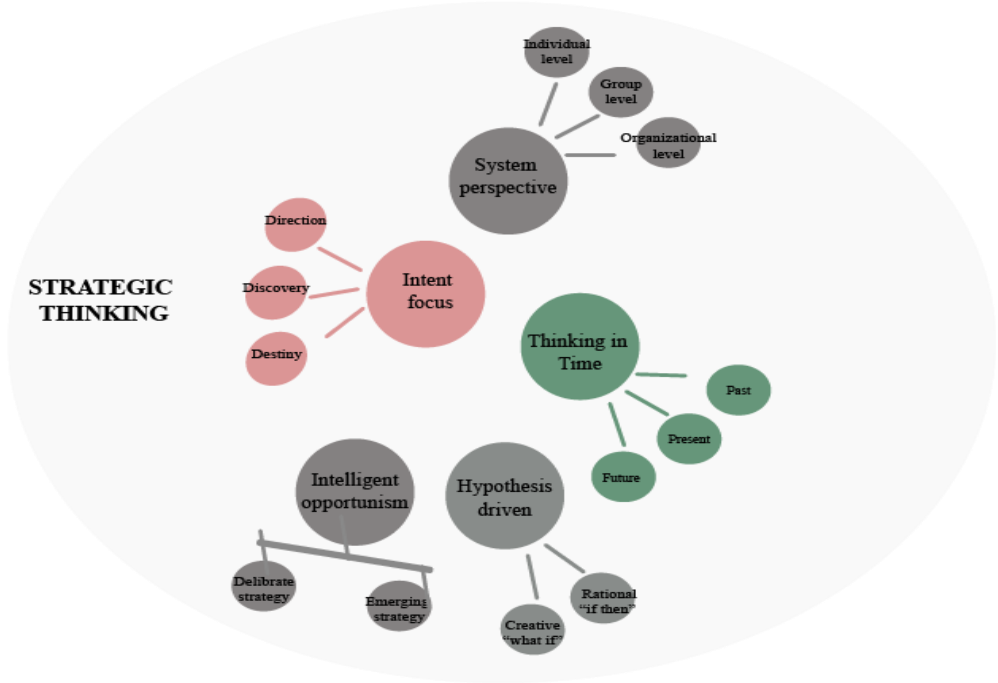 Individual
level
Group
level
Organizational
level
System
perspective
Direction
Discovery
Destiny
Intent
focus
STRATEGIC
THINKING
Thinking in
Time
Past
Present
Future
Intelligent
opportunism
Delibrate
strategy
Emerging
strategy
Hypothesis
driven
Rational
“if then”
Creative
“what if”